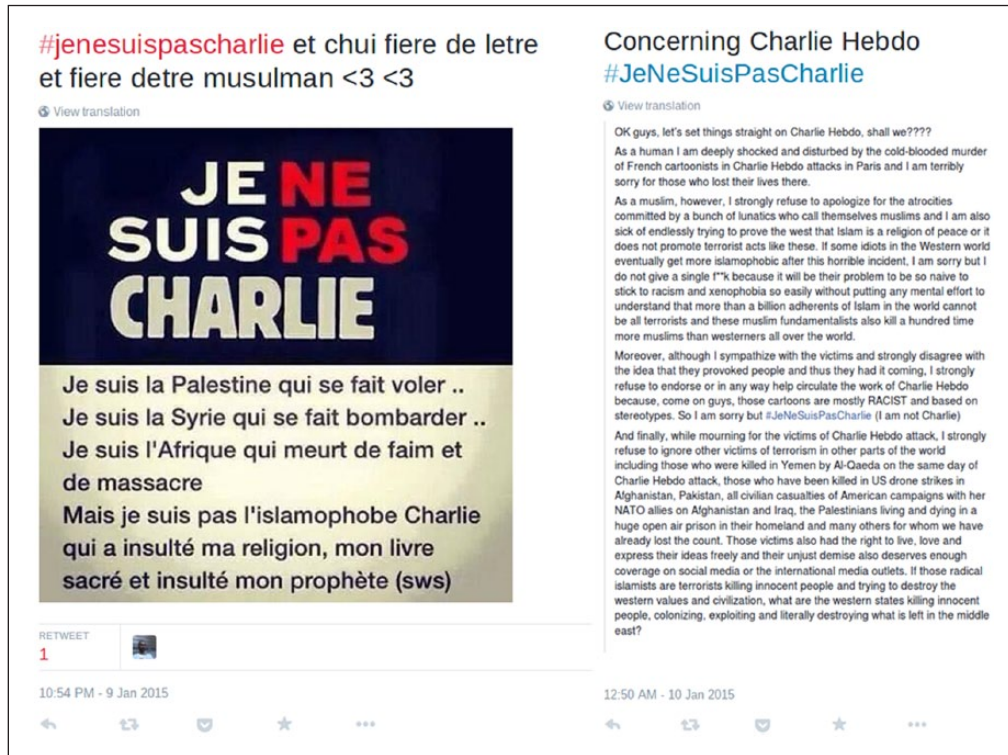 #jenesuispascharlie et chui fiere de letre
et fiere detre musulman <3 <3
View translation
JE NE
SUIS PAS
CHARLIE
Je suis la Palestine qui se fait voler ..
Je suis la Syrie qui se fait bombarder ..
Je suis l'Afrique qui meurt de faim et
de massacre
Mais je suis pas l'islamophobe Charlie
qui a insulté ma religion, mon livre
sacré et insulté mon prophète (sws)
RETWEET
1
10:54 PM - 9 Jan 2015
Concerning Charlie Hebdo
#JeNeSuisPasCharlie
View translation
OK guys, let's set things straight on Charlie Hebdo, shall we????
As a human I am deeply shocked and disturbed by the cold-blooded murder
of French cartoonists in Charlie Hebdo attacks in Paris and I am terribly
sorry for those who lost their lives there.
As a muslim, however, I strongly refuse to apologize for the atrocities
committed by a bunch of lunatics who call themselves muslims and I am also
sick of endlessly trying to prove the west that Islam is a religion of peace or it
does not promote terrorist acts like these. If some idiots in the Western world
eventually get more islamophobic after this horrible incident, I am sorry but I
do not give a single f**k because it will be their problem to be so naive to
stick to racism and xenophobia so easily without putting any mental effort to
understand that more than a billion adherents of Islam in the world cannot
be all terrorists and these muslim fundamentalists also kill a hundred time
more muslims than westerners all over the world.
Moreover, although I sympathize with the victims and strongly disagree with
the idea that they provoked people and thus they had it coming, I strongly
refuse to endorse or in any way help circulate the work of Charlie Hebdo
because, come on guys, those cartoons are mostly RACIST and based on
stereotypes. So I am sorry but #JeNeSuisPasCharlie (I am not Charlie)
And finally, while mourning for the victims of Charlie Hebdo attack, I strongly
refuse to ignore other victims of terrorism in other parts of the world
including those who were killed in Yemen by Al-Qaeda on the same day of
Charlie Hebdo attack, those who have been killed in US drone strikes in
Afghanistan, Pakistan, all civilian casualties of American campaigns with her
NATO allies on Afghanistan and Iraq, the Palestinians living and dying in a
huge open air prison in their homeland and many others for whom we have
already lost the count. Those victims also had the right to live, love and
express their ideas freely and their unjust demise also deserves enough
coverage on social media or the international media outlets. If those radical
islamists are terrorists killing innocent people and trying to destroy the
western values and civilization, what are the western states killing innocent
people, colonizing, exploiting and literally destroying what is left in the middle
east?
12:50 AM - 10 Jan 2015